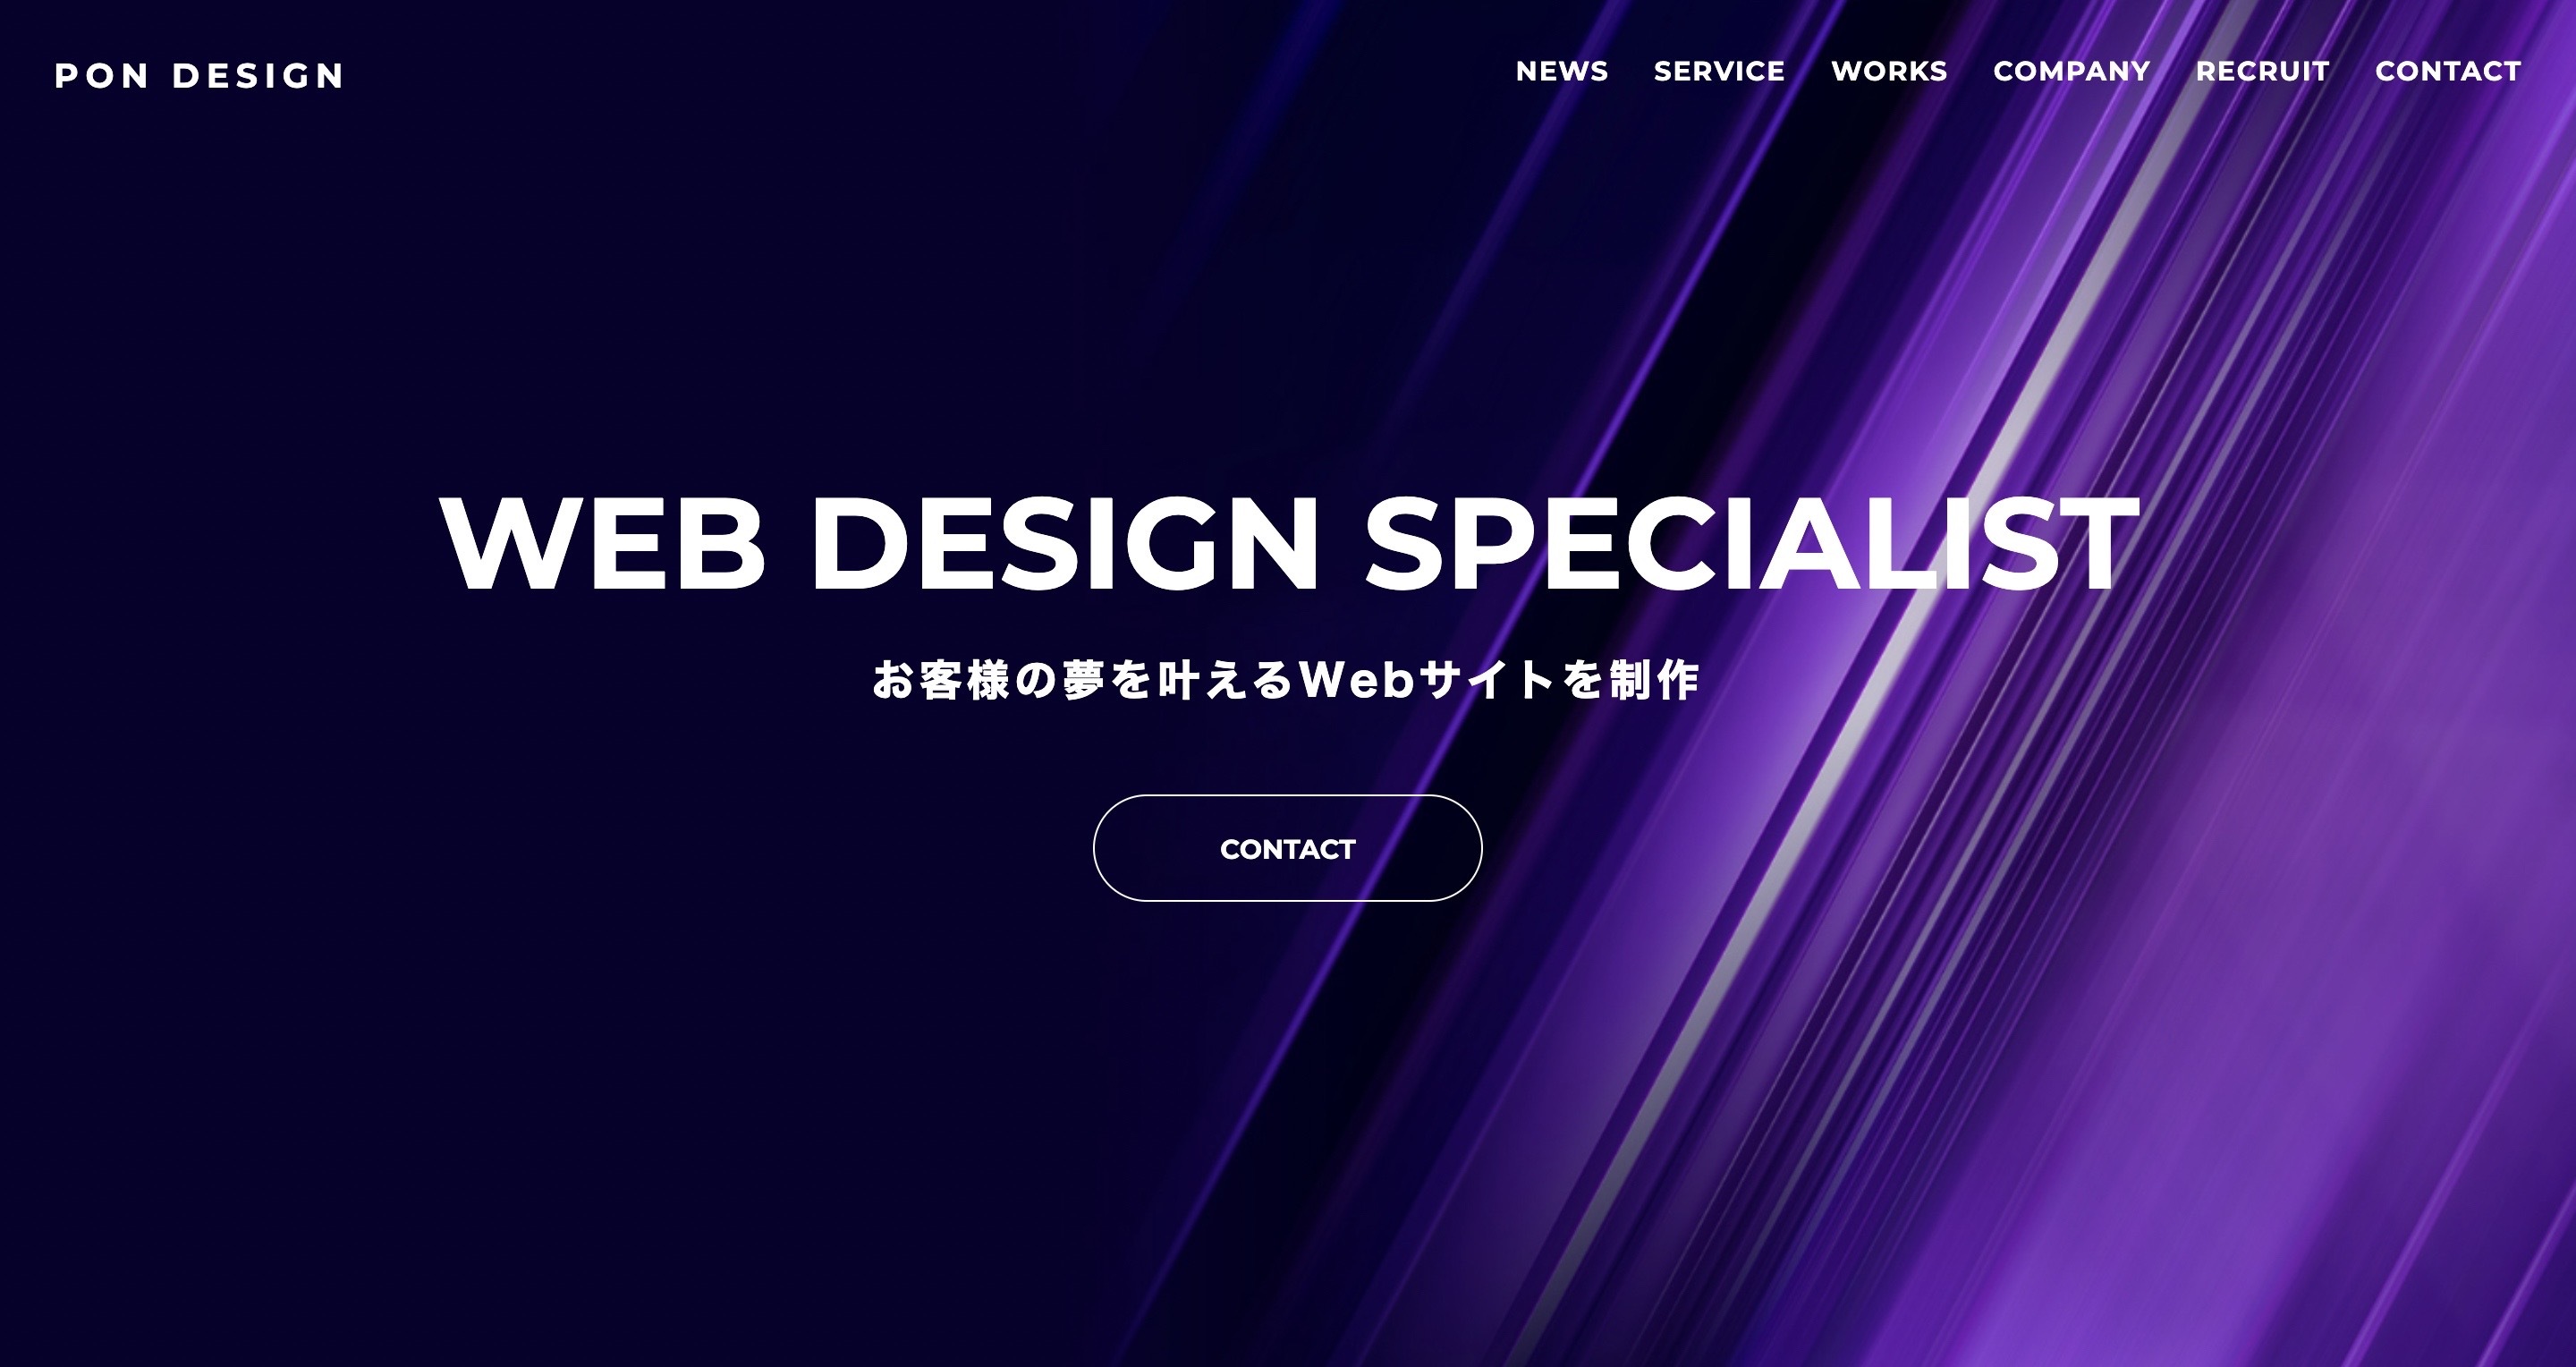 PON DESIGN
NEWS SERVICE WORKS COMPANY RECRUIT CONTACT
WEB DESIGN SPECIALIST
お客様の夢を叶えるWebサイトを制作
CONTACT